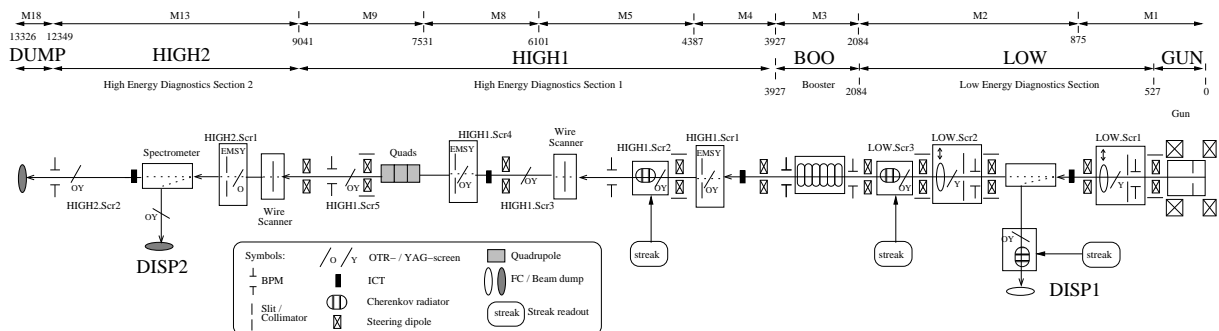 M18 M13 M9 M8 M5 M4 M3 M2 M1
13326 12349 9041 7531 6101 4387 3927 2084 875
DUMP HIGH2 HIGH1 BOO LOW GUN
High Energy Diagnostics Section 2 High Energy Diagnostics Section 1 3927 Booster 2084 Low Energy Diagnostics Section 527 0
Gun
HIGH2.Scr1 HIGH1.Scr4 Wire HIGH1.Scr1 LOW.Scr2 LOW.Scr1
Spectrometer EMSY Quads EMSY Scanner HIGH1.Scr2 EMSY LOW.Scr3
OY O OY OY OY OY OY OY Y Y
HIGH2.Scr2 Wire HIGH1.Scr5 HIGH1.Scr3
Scanner
OY OY
DISP2 streak streak streak
DISP1
Symbols:
BPM
Slit /
Collimator
O Y OTR– / YAG–screen
ICT
Cherenkov radiator
Steering dipole
Quadrupole
FC / Beam dump
streak Streak readout